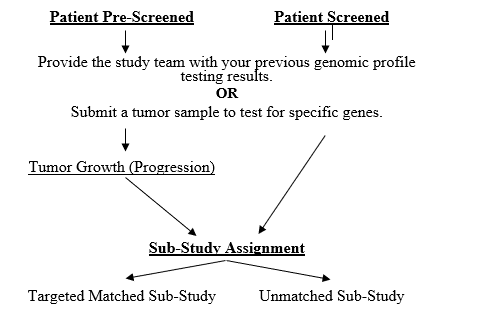 Patient Pre-Screened Patient Screened
Provide the study team with your previous genomic profile
testing results.
OR
Submit a tumor sample to test for specific genes.
Tumor Growth (Progression)
Sub-Study Assignment
Targeted Matched Sub-Study Unmatched Sub-Study